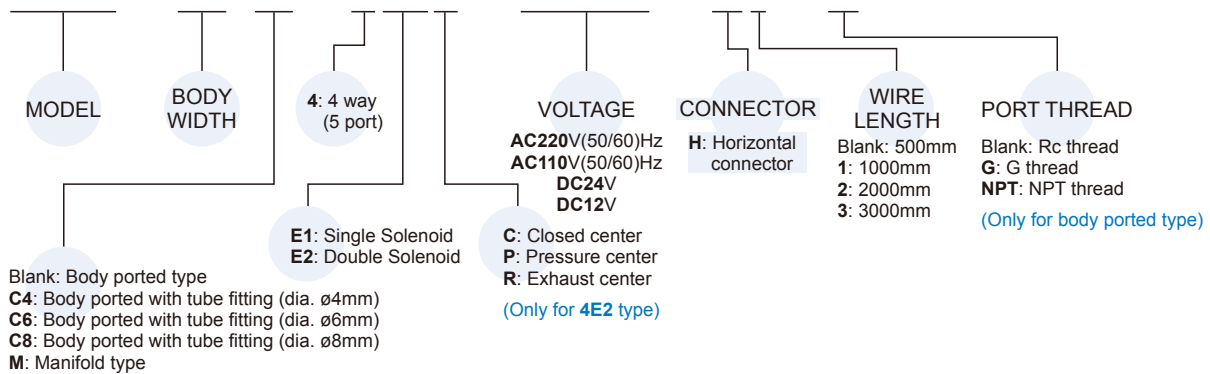 MODEL
BODY
WIDTH
4: 4 way
(5 port)
VOLTAGE
AC220V(50/60)Hz
AC110V(50/60)Hz
DC24V
DC12V
CONNECTOR
H: Horizontal
connector
WIRE
LENGTH
Blank: 500mm
1: 1000mm
2: 2000mm
3: 3000mm
PORT THREAD
Blank: Rc thread
G: G thread
NPT: NPT thread
(Only for body ported type)
E1: Single Solenoid
E2: Double Solenoid
C: Closed center
P: Pressure center
R: Exhaust center
(Only for 4E2 type)
Blank: Body ported type
C4: Body ported with tube fitting (dia. ø4mm)
C6: Body ported with tube fitting (dia. ø6mm)
C8: Body ported with tube fitting (dia. ø8mm)
M: Manifold type